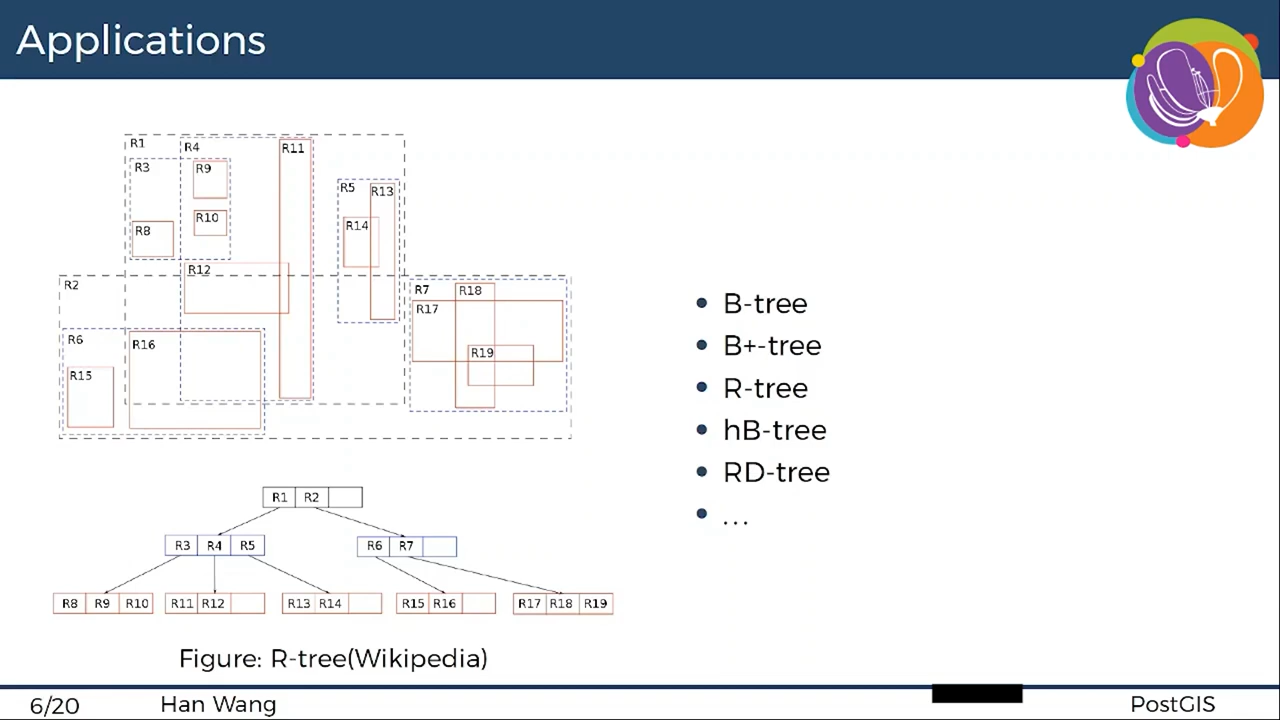 Applications
R1
R4
R11
R3
R9
R5
R13
R10
R14
R8
R12
R2
R7
R18
R17
R6
R16
R19
R15
R1 R2
R3 R4 R5
R6 R7
R8 R9 R10
R11 R12
R13 R14
R15 R16
R17 R18 R19
Figure: R-tree(Wikipedia)
• B-tree
• B+-tree
• R-tree
• hB-tree
• RD-tree
• ...
6/20
Han Wang
PostGIS